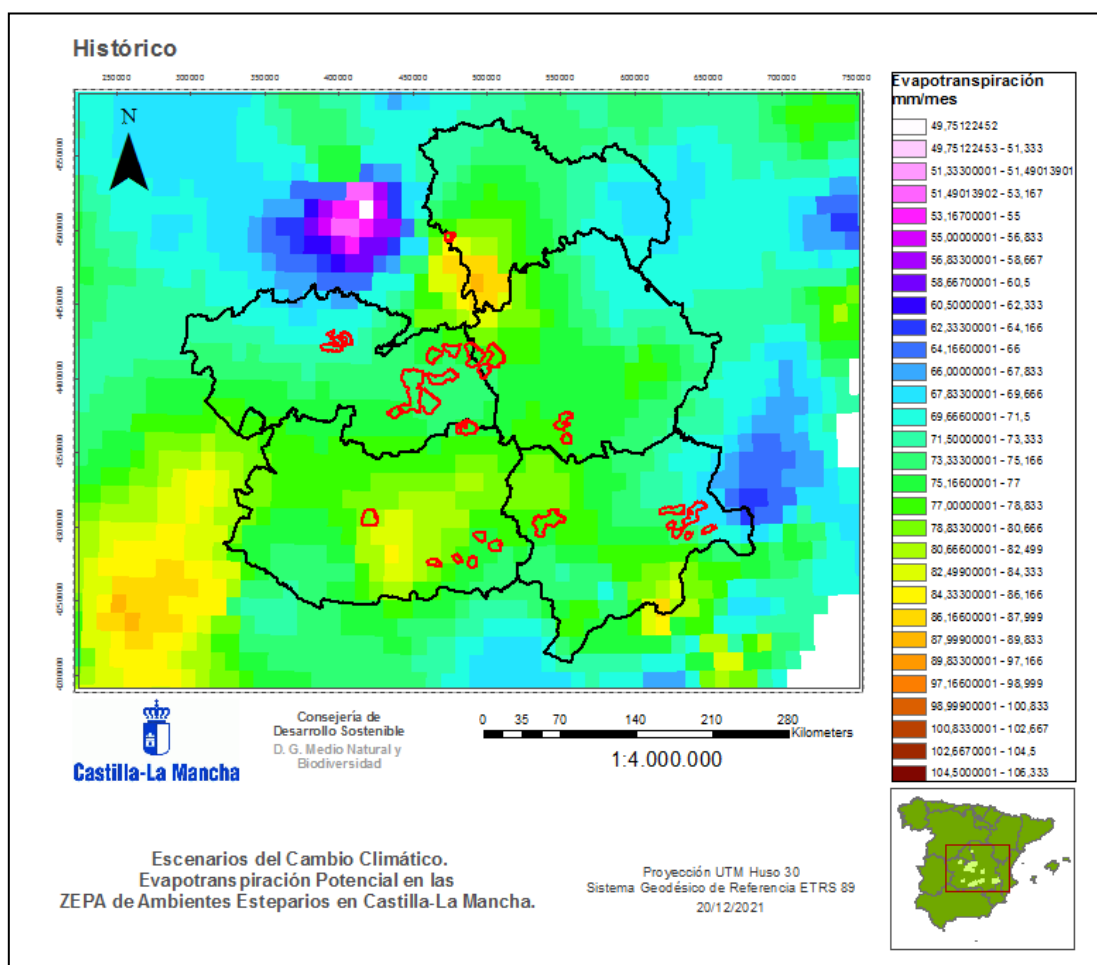 Histórico
250000 300000 350000 400000 450000 500000 550000 600000 650000 700000 750000
N
4550000
4500000
4450000
4400000
4350000
4300000
4250000
4200000
Evapotranspiración
mm/mes
49,75122452
49,75122453 - 51,333
51,33300001 - 51,49013901
51,49013902 - 53,167
53,16700001 - 55
55,00000001 - 56,833
56,83300001 - 58,667
58,66700001 - 60,5
60,50000001 - 62,333
62,33300001 - 64,166
64,16600001 - 66
66,00000001 - 67,833
67,83300001 - 69,666
69,66600001 - 71,5
71,50000001 - 73,333
73,33300001 - 75,166
75,16600001 - 77
77,00000001 - 78,833
78,83300001 - 80,666
80,66600001 - 82,499
82,49900001 - 84,333
84,33300001 - 86,166
86,16600001 - 87,999
87,99900001 - 89,833
89,83300001 - 97,166
97,16600001 - 98,999
98,99900001 - 100,833
100,8330001 - 102,667
102,6670001 - 104,5
104,5000001 - 106,333
Castilla-La Mancha
Consejería de
Desarrollo Sostenible
D. G. Medio Natural y
Biodiversidad
0 35 70 140 210 280
Kilometers
1:4.000.000
Escenarios del Cambio Climático.
Evapotranspiración Potencial en las
ZEPA de Ambientes Esteparios en Castilla-La Mancha.
Proyección UTM Huso 30
Sistema Geodésico de Referencia ETRS 89
20/12/2021